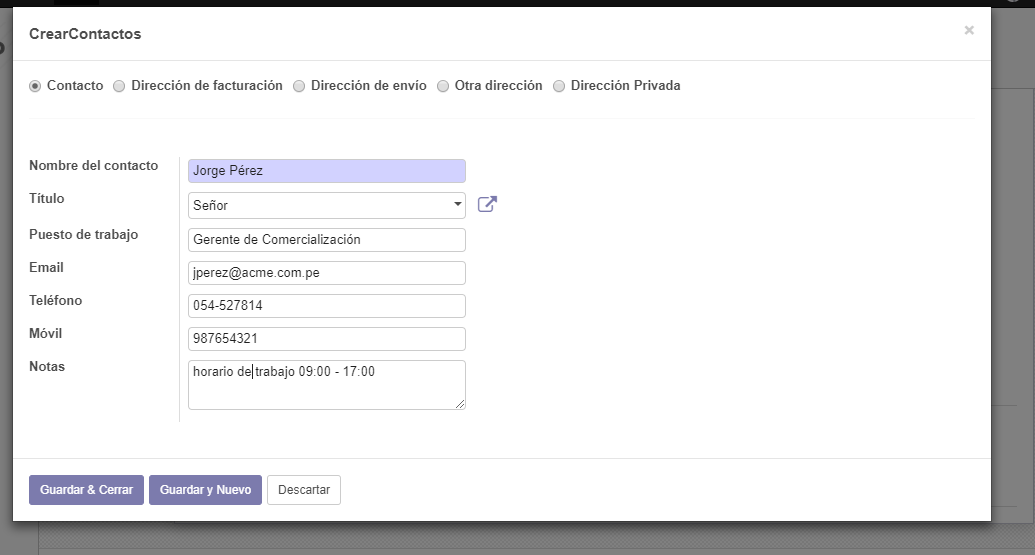 CrearContactos
×
Contacto Dirección de facturación Dirección de envío Otra dirección Dirección Privada
Nombre del contacto Jorge Pérez
Título Señor
Puesto de trabajo Gerente de Comercialización
Email jperez@acme.com.pe
Teléfono 054-527814
Móvil 987654321
Notas horario de trabajo 09:00 - 17:00
Guardar & Cerrar Guardar y Nuevo Descartar